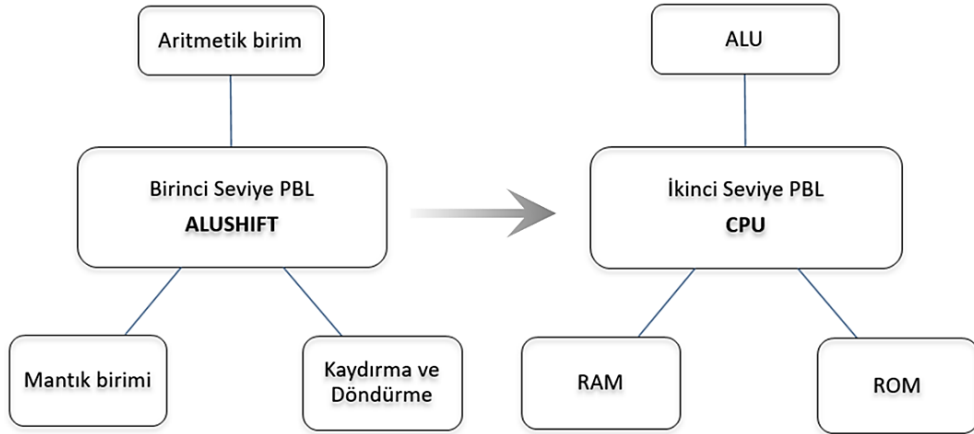 Aritmetik birim
Birinci Seviye PBL
ALUSHIFT
Mantık birimi
Kaydırma ve
Döndürme
ALU
İkinci Seviye PBL
CPU
RAM
ROM